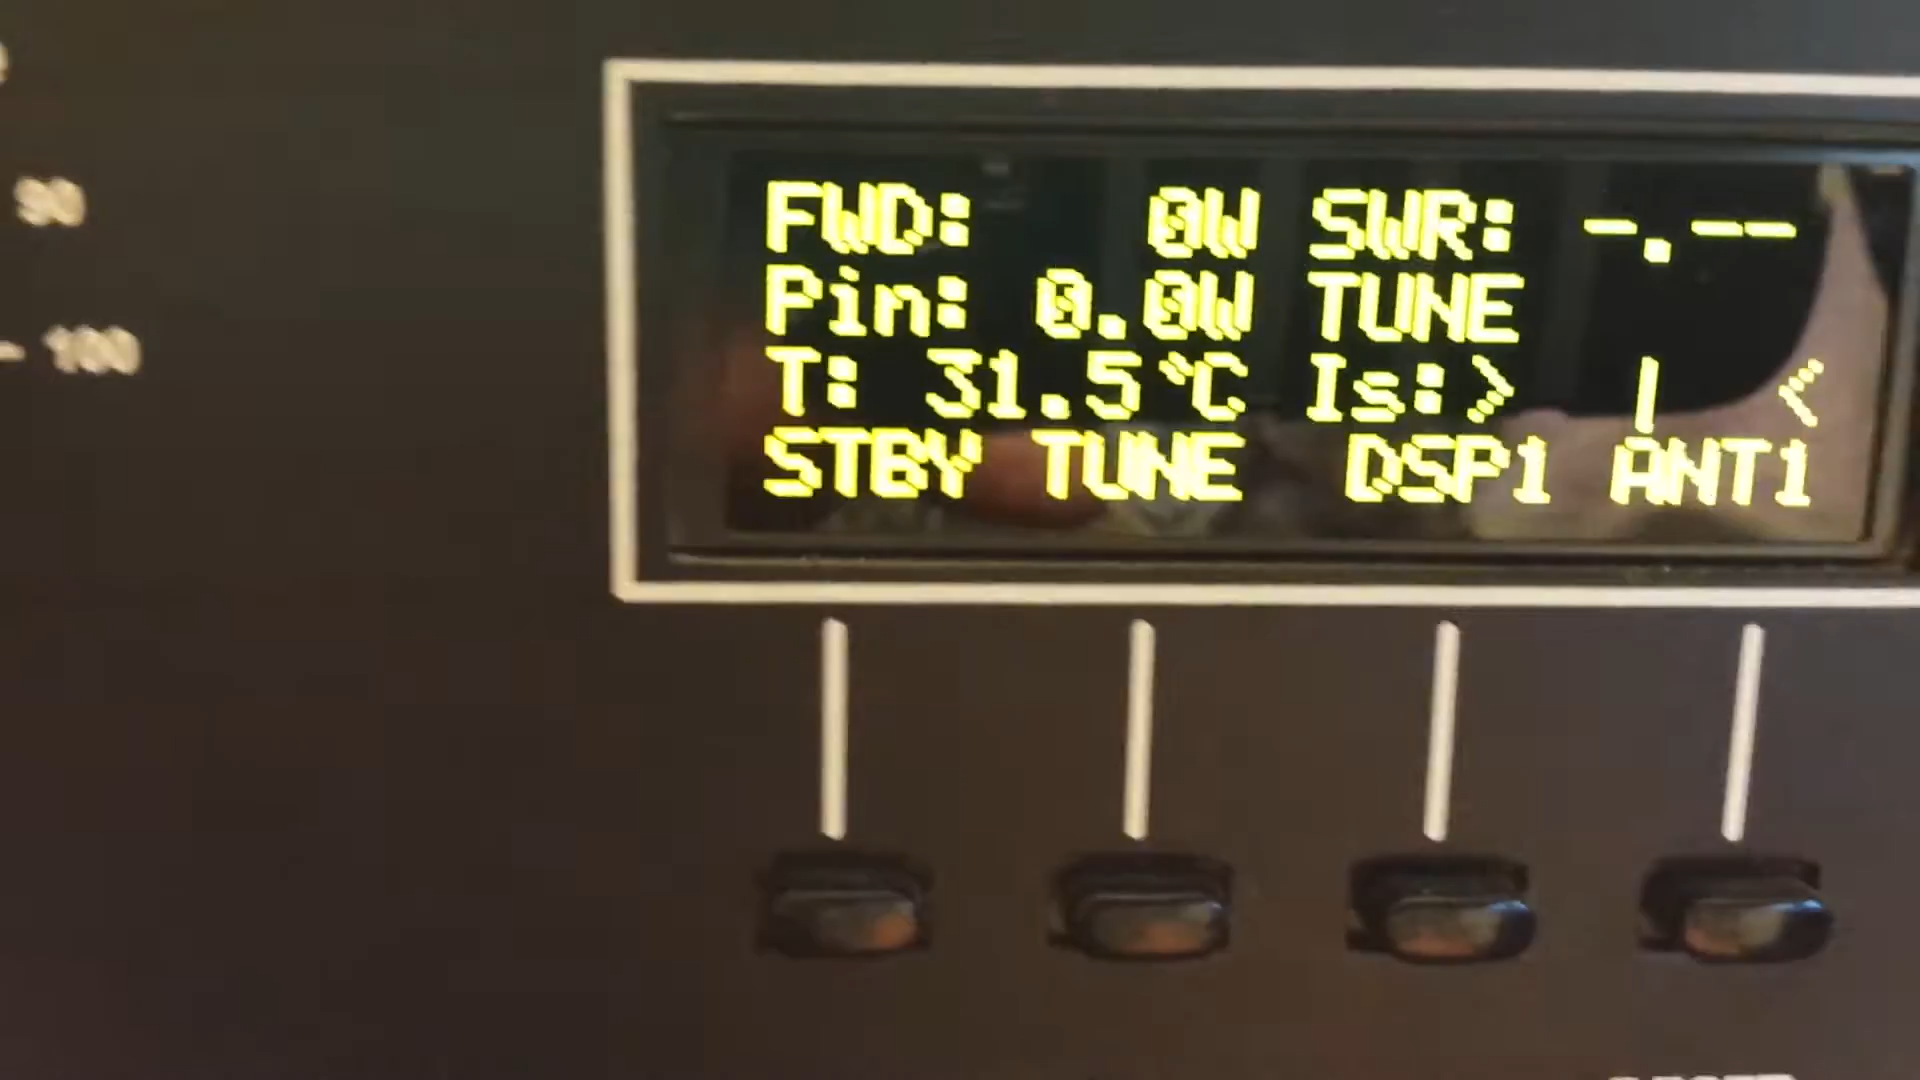 90
- 100
FWD: 0W SWR: -.--
Pin: 0.0W TUNE
T: 31.5°C Is:> | <
STBY TUNE DSP1 ANT1